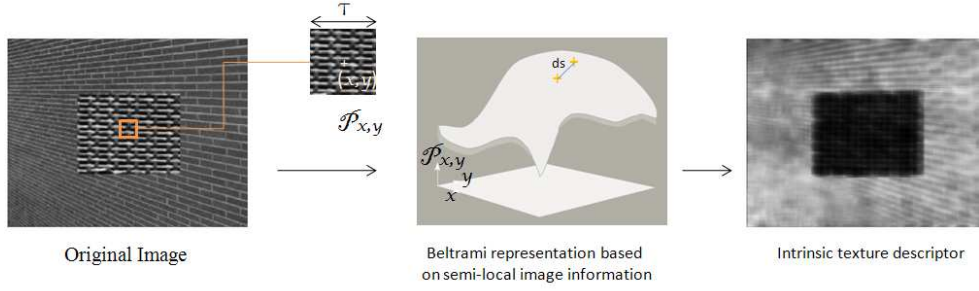 τ
(x,y)
𝒫x,y
ds
𝒫x,y
y
x
Original Image
Beltrami representation based
on semi-local image information
Intrinsic texture descriptor